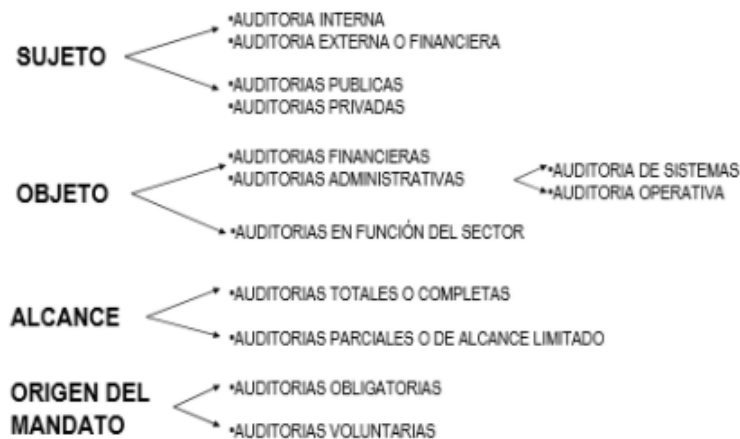 SUJETO
•AUDITORIA INTERNA
•AUDITORIA EXTERNA O FINANCIERA
•AUDITORIAS PUBLICAS
•AUDITORIAS PRIVADAS
OBJETO
•AUDITORIAS FINANCIERAS
•AUDITORIAS ADMINISTRATIVAS
•AUDITORIA DE SISTEMAS
•AUDITORIA OPERATIVA
•AUDITORIAS EN FUNCIÓN DEL SECTOR
ALCANCE
•AUDITORIAS TOTALES O COMPLETAS
•AUDITORIAS PARCIALES O DE ALCANCE LIMITADO
ORIGEN DEL
MANDATO
•AUDITORIAS OBLIGATORIAS
•AUDITORIAS VOLUNTARIAS